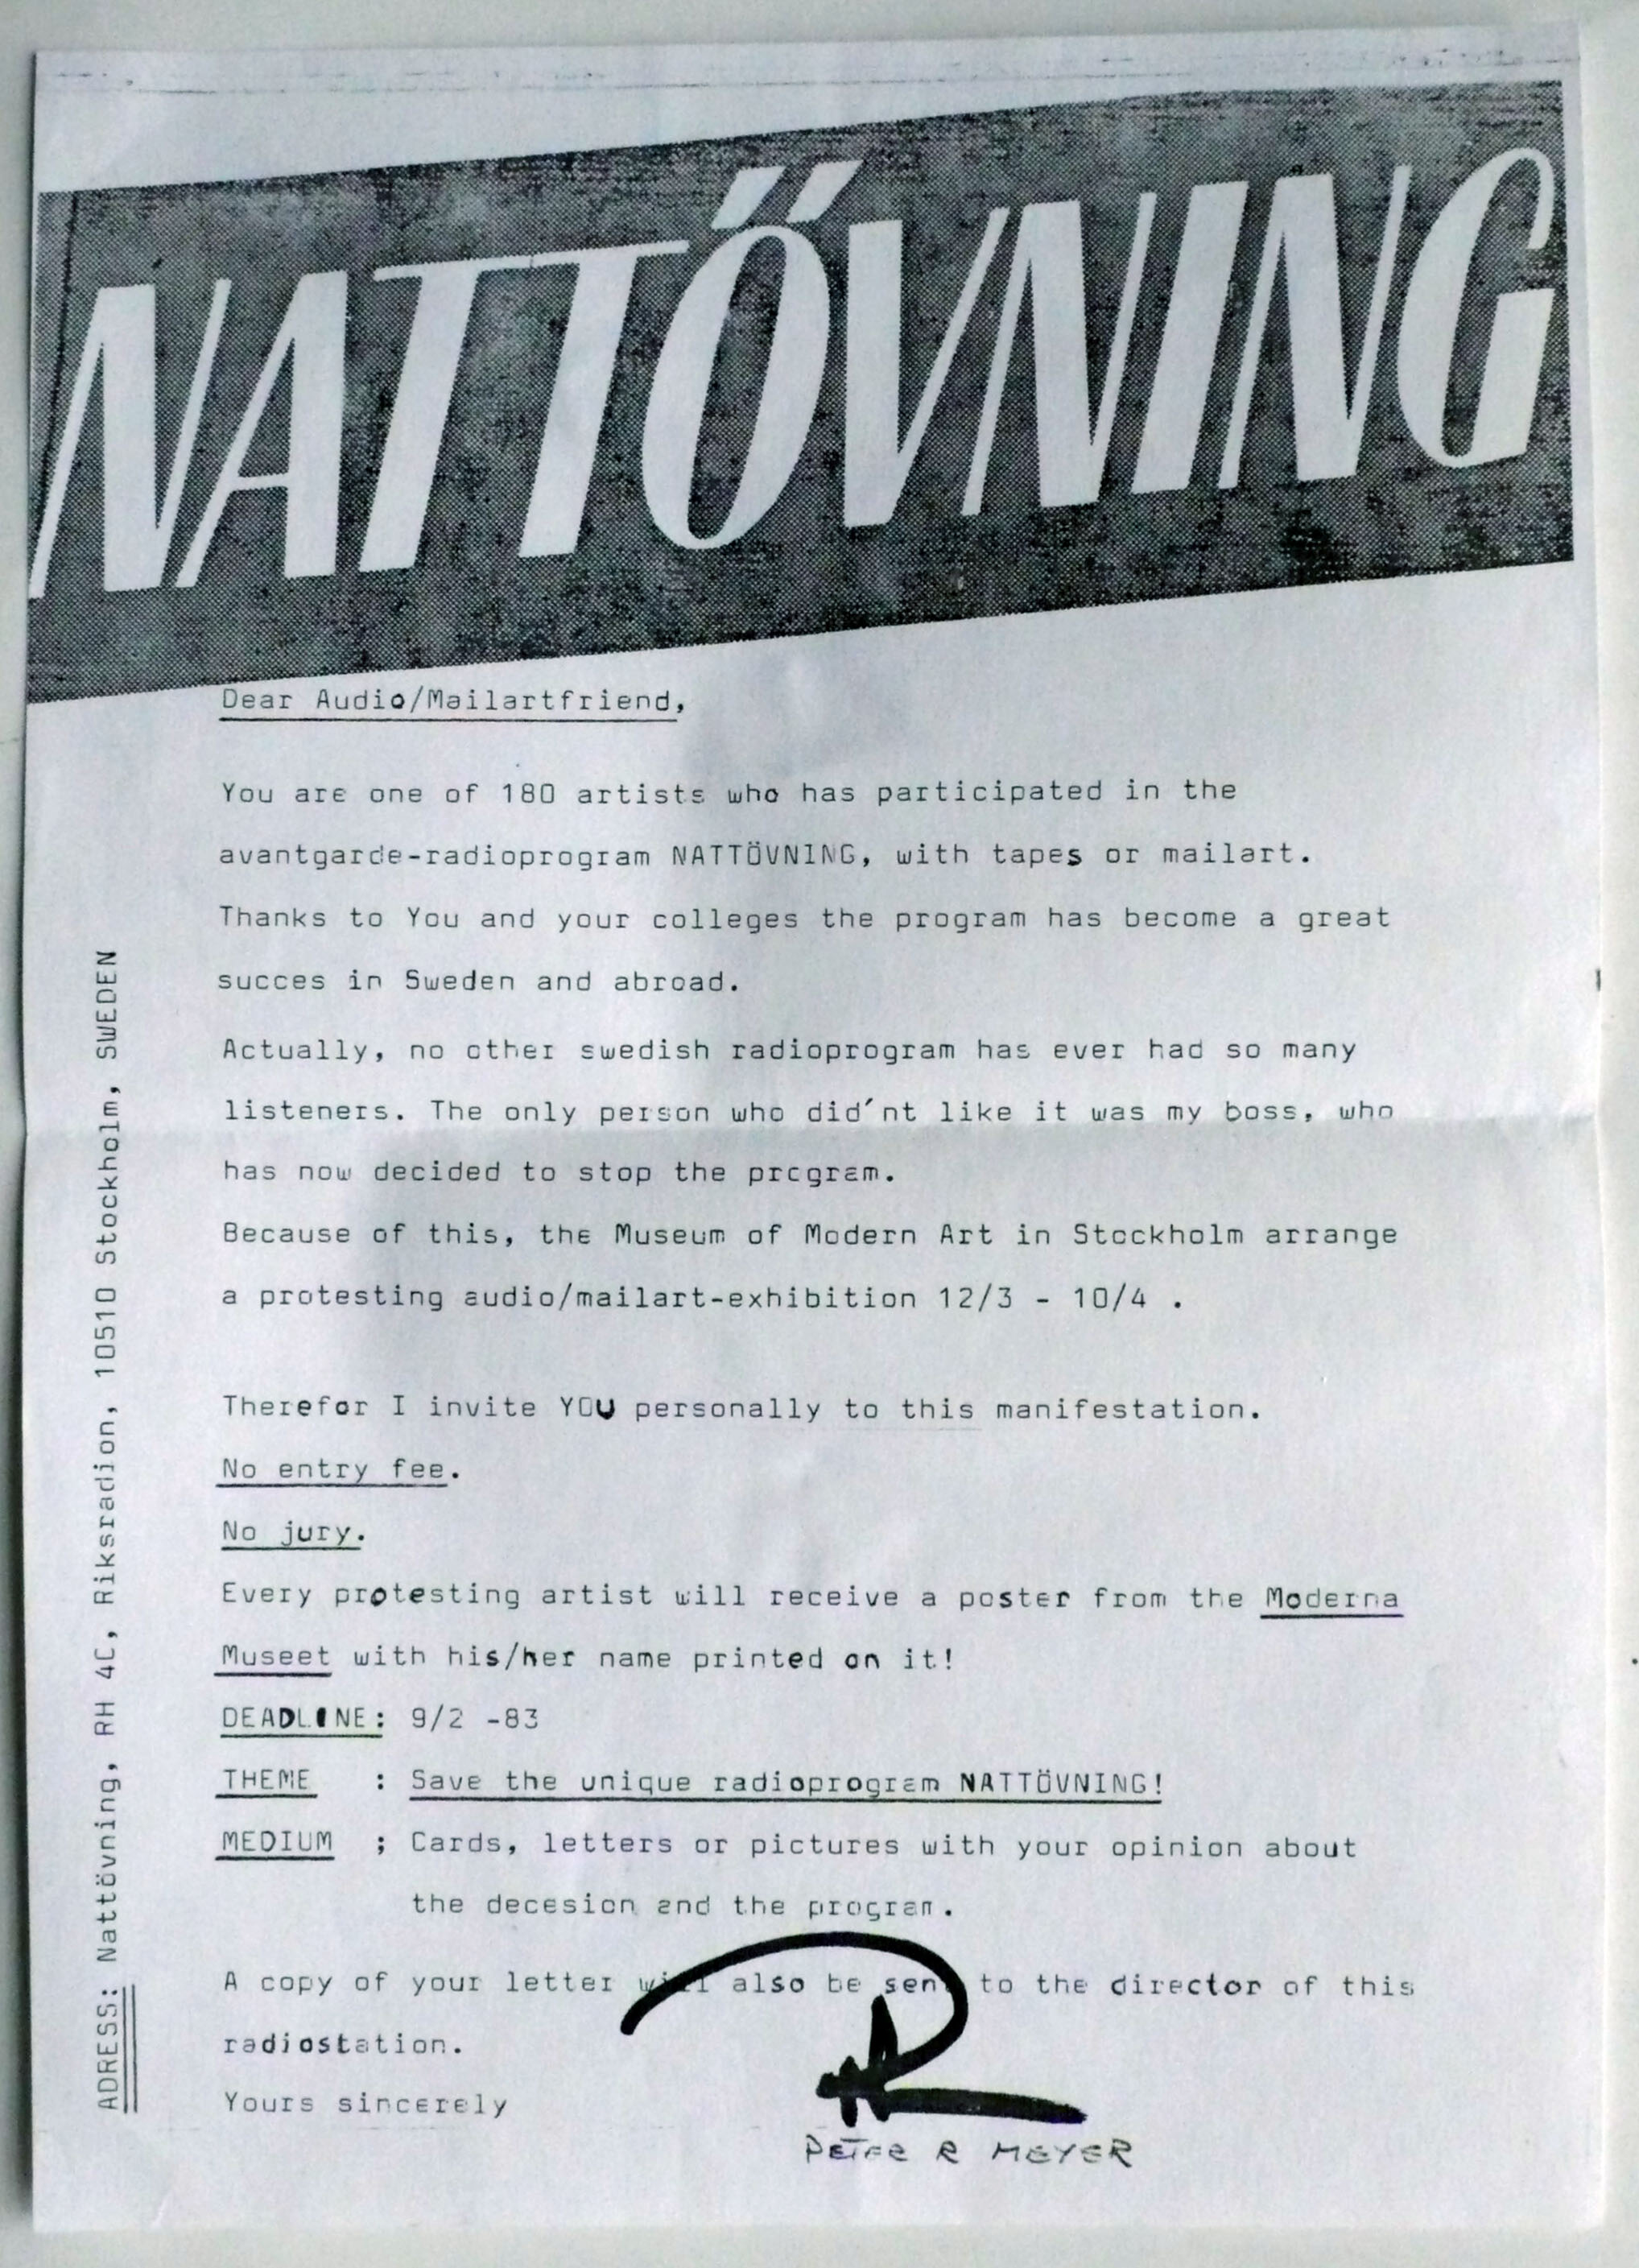 NATTÖVNING
Dear Audio/Mailartfriend,
You are one of 180 artists who has participated in the
avantgarde-radioprogram NATTÖVNING, with tapes or mailart.
Thanks to You and your colleges the program has become a great
succes in Sweden and abroad.
Actually, no other swedish radioprogram has ever had so many
listeners. The only person who did´nt like it was my boss, who
has now decided to stop the program.
Because of this, the Museum of Modern Art in Stockholm arrange
a protesting audio/mailart-exhibition 12/3 - 10/4 .
Therefor I invite YOU personally to this manifestation.
No entry fee.
No jury.
Every protesting artist will receive a poster from the Moderna
Museet with his/her name printed on it!
DEADLINE: 9/2 -83
THEME : Save the unique radioprogram NATTÖVNING!
MEDIUM ; Cards, letters or pictures with your opinion about
the decesion and the program.
A copy of your letter will also be sent to the director of this
radiostation.
Yours sincerely
PETER R MEYER
ADRESS: Nattövning, RH 4C, Riksradion, 10510 Stockholm, SWEDEN